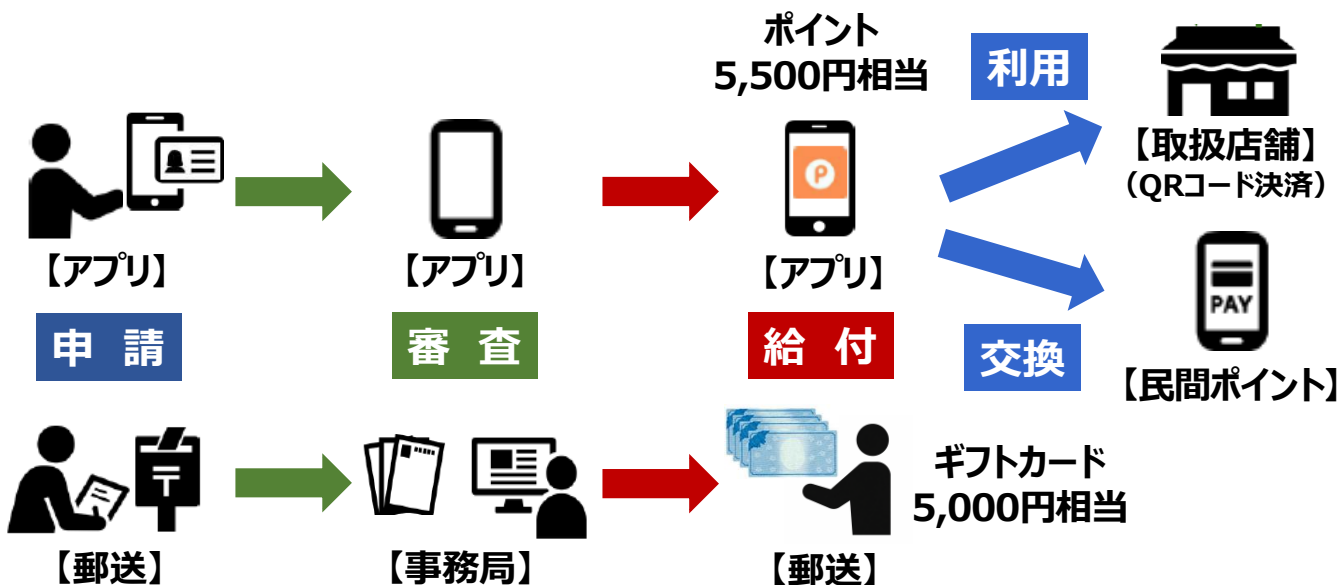 ポイント
5,500円相当
利用
【取扱店舗】
（QRコード決済）
【アプリ】
【アプリ】
P
【アプリ】
PAY
申 請
審 査
給 付
交換
【民間ポイント】
〒
ギフトカード
5,000円相当
【郵送】
【事務局】
【郵送】